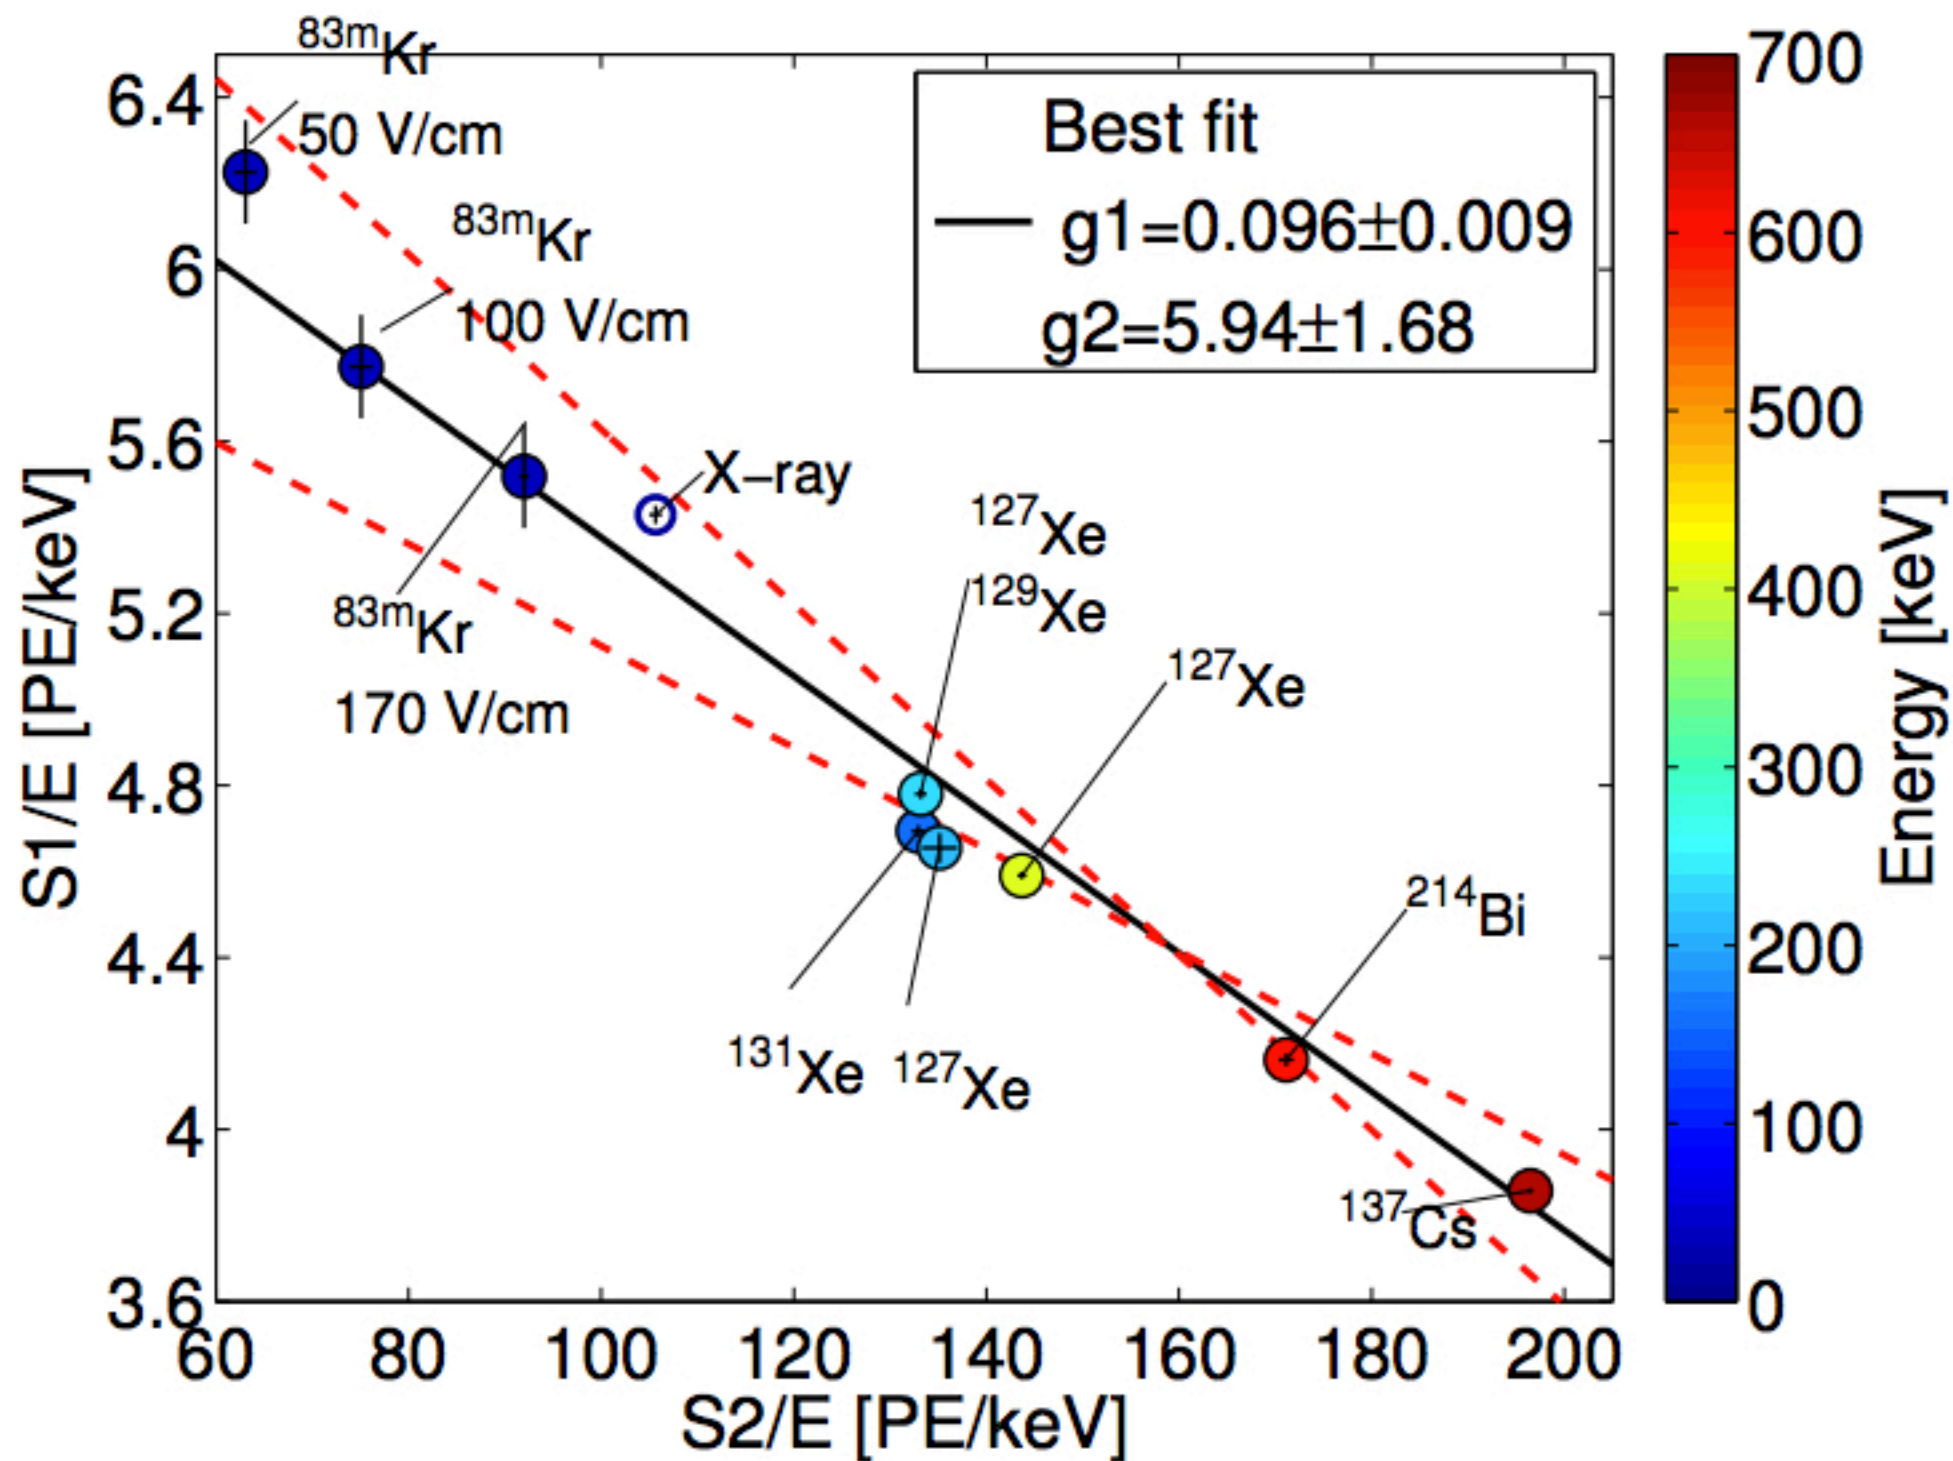 83mKr
50 V/cm
83mKr
100 V/cm
Best fit
g1=0.096±0.009
g2=5.94±1.68
X−ray
127Xe
129Xe
127Xe
83mKr
170 V/cm
131Xe
127Xe
214Bi
137Cs
6.4
6
5.6
5.2
4.8
4.4
4
3.6
S1/E [PE/keV]
60 80 100 120 140 160 180 200
S2/E [PE/keV]
700
600
500
400
300
200
100
0
Energy [keV]